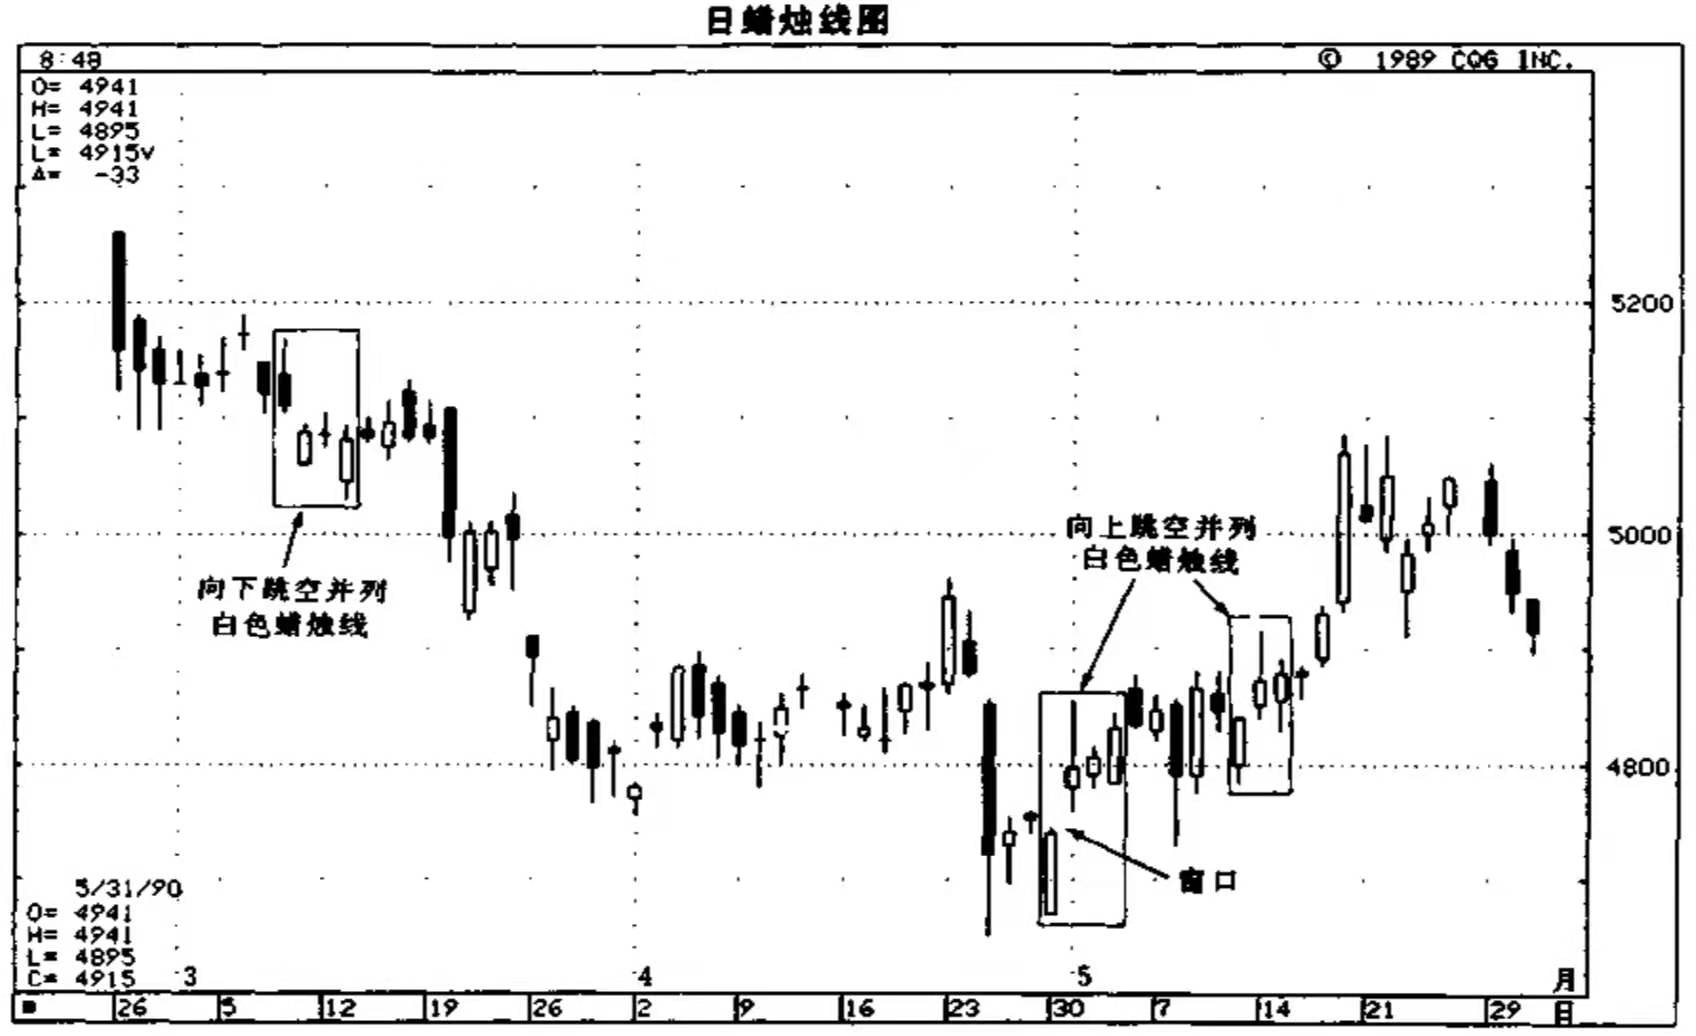 日蜡烛线图
8:48
© 1989 CQG INC.
O= 4941
H= 4941
L= 4895
L= 4915v
Δ= -33
5200
5000
4800
向下跳空并列
白色蜡烛线
向上跳空并列
白色蜡烛线
窗口
5/31/90
O= 4941
H= 4941
L= 4895
C= 4915
3 4 5 月
26 5 12 19 26 2 9 16 23 30 7 14 21 29 日